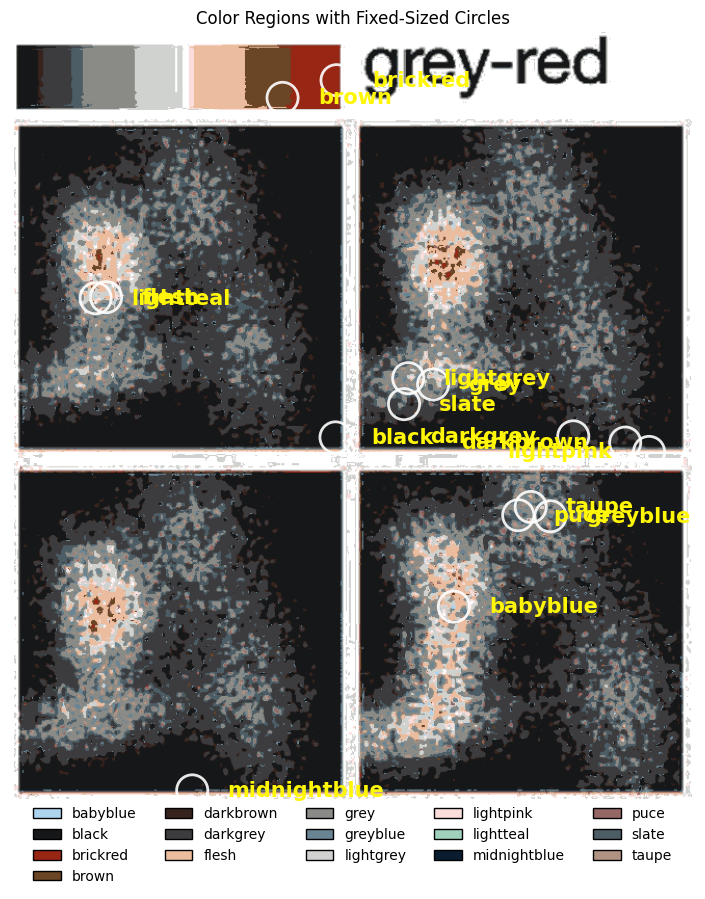 Color Regions with Fixed-Sized Circles
grey-red
brickred
brown
lightteal
flesh
lightgrey
grey
slate
black
darkgrey
darkbrown
lightpink
taupe
puce
greyblue
babyblue
midnightblue
babyblue darkbrown grey lightpink puce
black darkgrey greyblue lightteal slate
brickred flesh lightgrey midnightblue taupe
brown